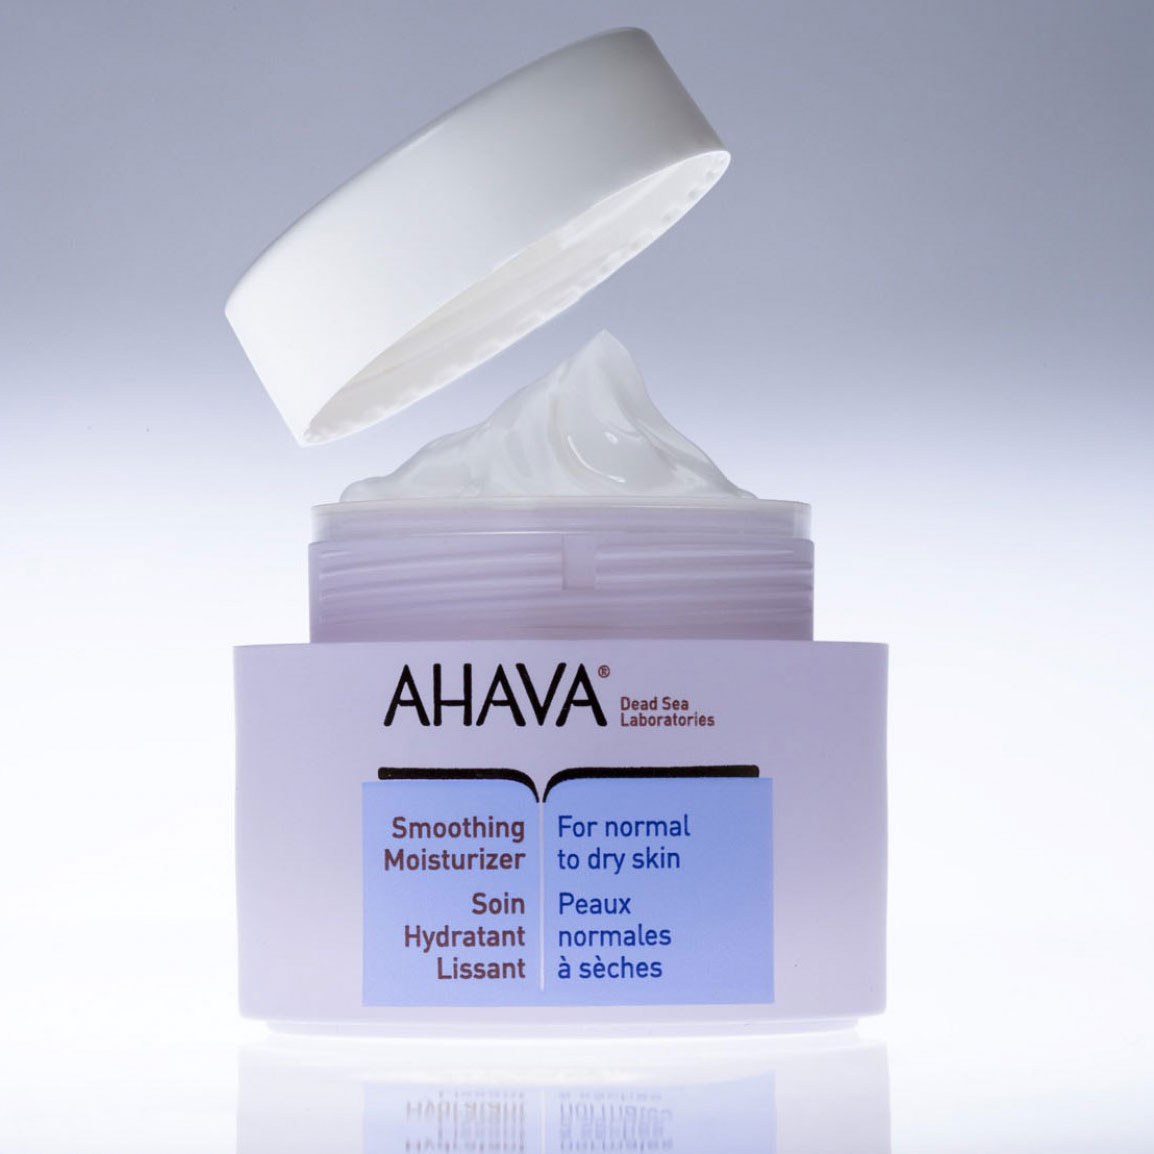 AHAVA®
Dead Sea
Laboratories
Smoothing
Moisturizer
Soin
Hydratant
Lissant
For normal
to dry skin
Peaux
normales
à sèches